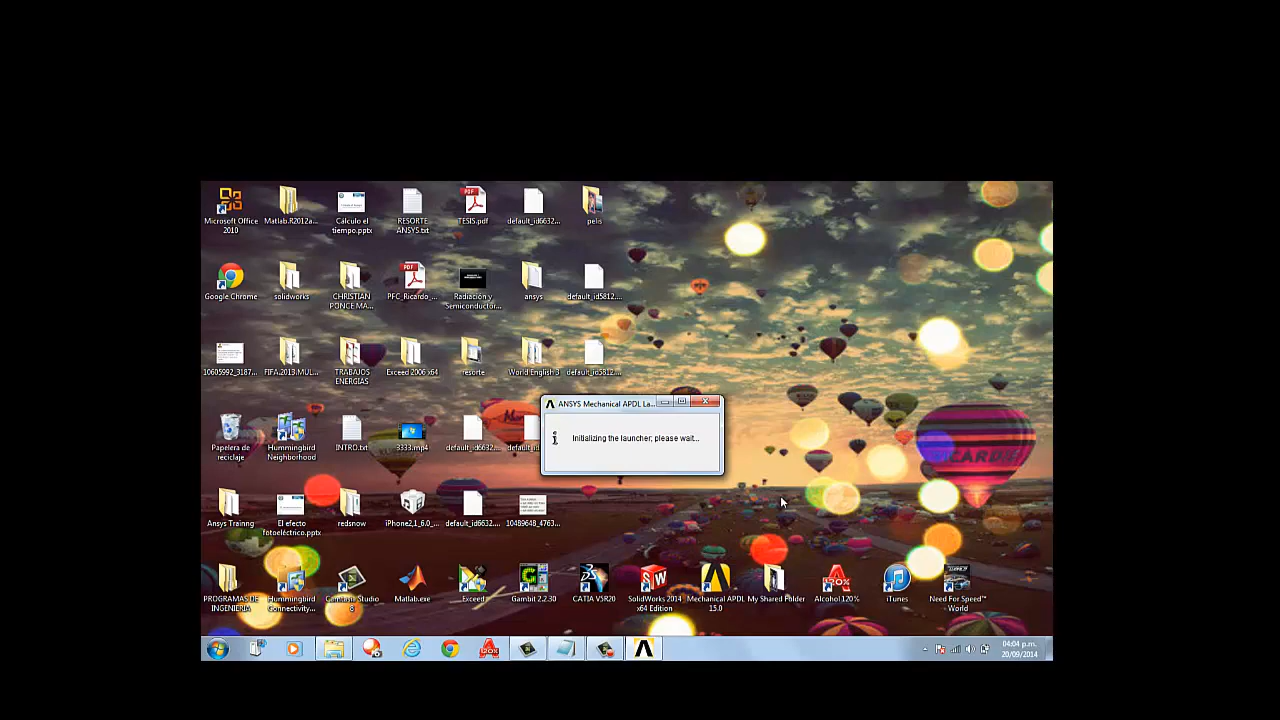 Microsoft Office
2010
Matlab.R2012a...
Cálculo el
tiempo.pptx
RESORTE
ANSYS.txt
TESIS.pdf
default_id6632...
pelis
Google Chrome
solidworks
CHRISTIAN
PONCE MA...
PFC_Ricardo_...
Radiación y
Semiconductor...
ansys
default_id5812...
10605992_3187...
FIFA.2013.MUL...
TRABAJOS
ENERGIAS
Exceed 2006 x64
resorte
World English 3
default_id5812...
ANSYS Mechanical APDL La...
Initializing the launcher, please wait...
Papelera de
reciclaje
Hummingbird
Neighborhood
INTRO.txt
3333.mp4
default_id6632...
Ansys Trainng
El efecto
fotoeléctrico.pptx
redsnow
iPhone2,1_6.0_...
default_id6632...
10489648_4763...
PROGRAMAS DE
INGENIERIA
Hummingbird
Connectivity...
Camtasia Studio
8
Matlab.exe
Exceed
Gambit 2.2.30
CATIA V5R20
SolidWorks 2014
x64 Edition
Mechanical APDL
15.0
My Shared Folder
Alcohol 120%
iTunes
Need For Speed™
World
04:04 p.m.
20/09/2014